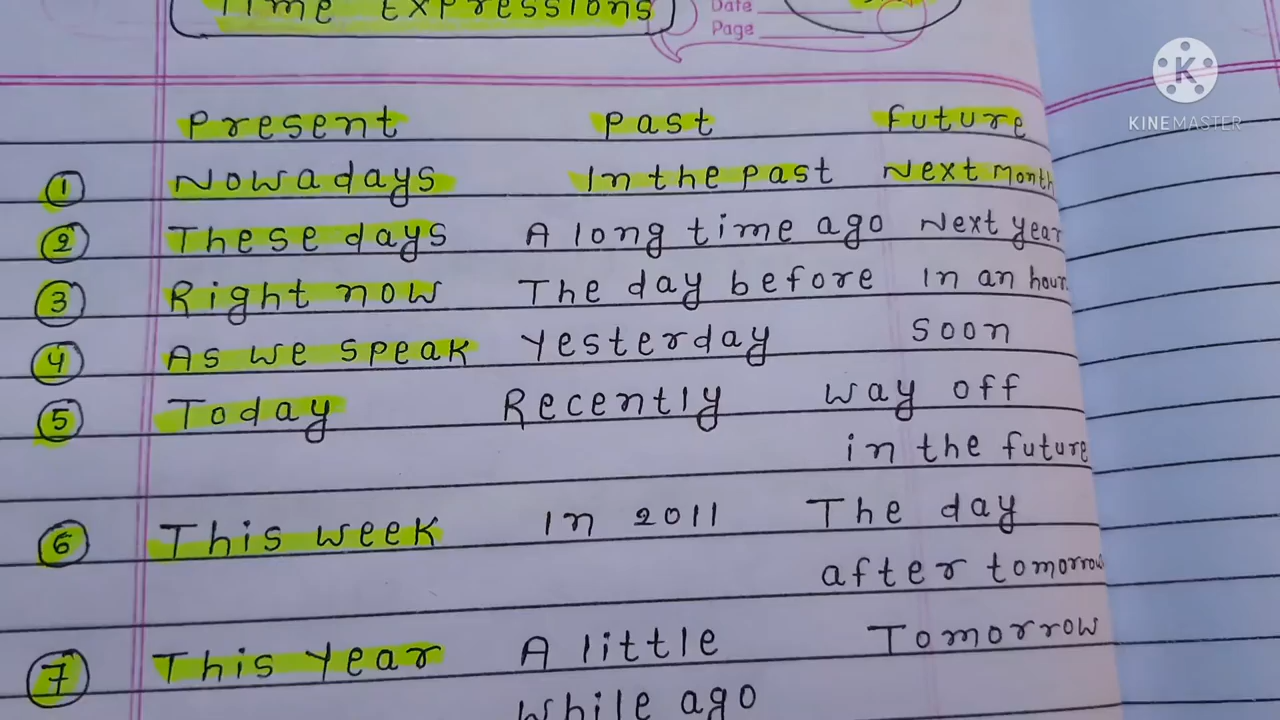 Time Expressions
Date
Page
KINEMASTER
Present Past Future
1 Nowadays In the past Next Month
2 These days A long time ago Next year
3 Right now The day before In an hour
4 As we speak Yesterday Soon
5 Today Recently way off
in the future
6 This week In 2011 The day
after tomorrow
7 This Year A little Tomorrow
while ago